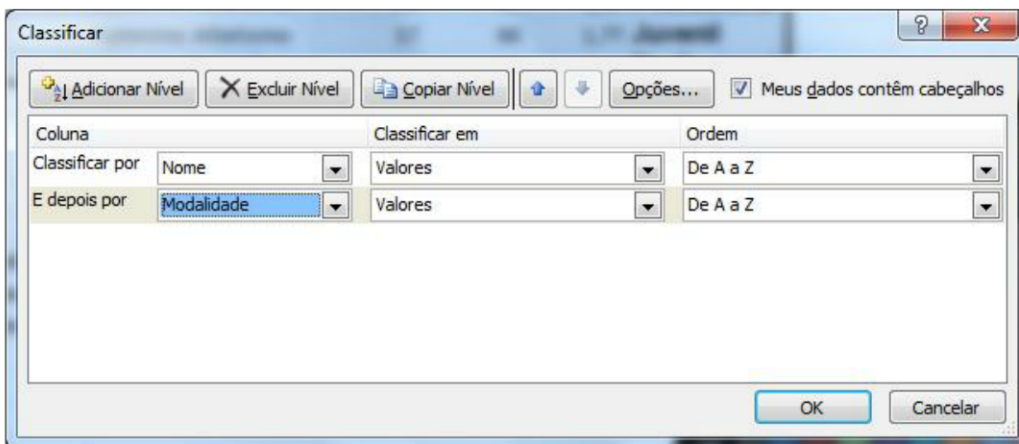 Classificar
Adicionar Nível Excluir Nível Copiar Nível Opções... Meus dados contêm cabeçalhos
Coluna Classificar em Ordem
Classificar por Nome Valores De A a Z
E depois por Modalidade Valores De A a Z
OK Cancelar